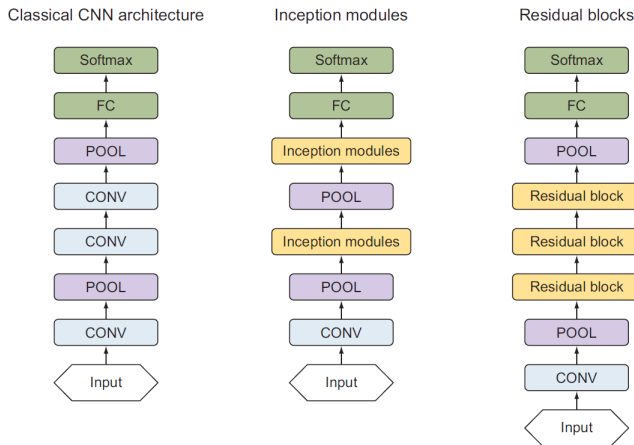 Classical CNN architecture
Softmax
FC
POOL
CONV
CONV
POOL
CONV
Input
Inception modules
Softmax
FC
Inception modules
POOL
Inception modules
POOL
CONV
Input
Residual blocks
Softmax
FC
POOL
Residual block
Residual block
Residual block
POOL
CONV
Input